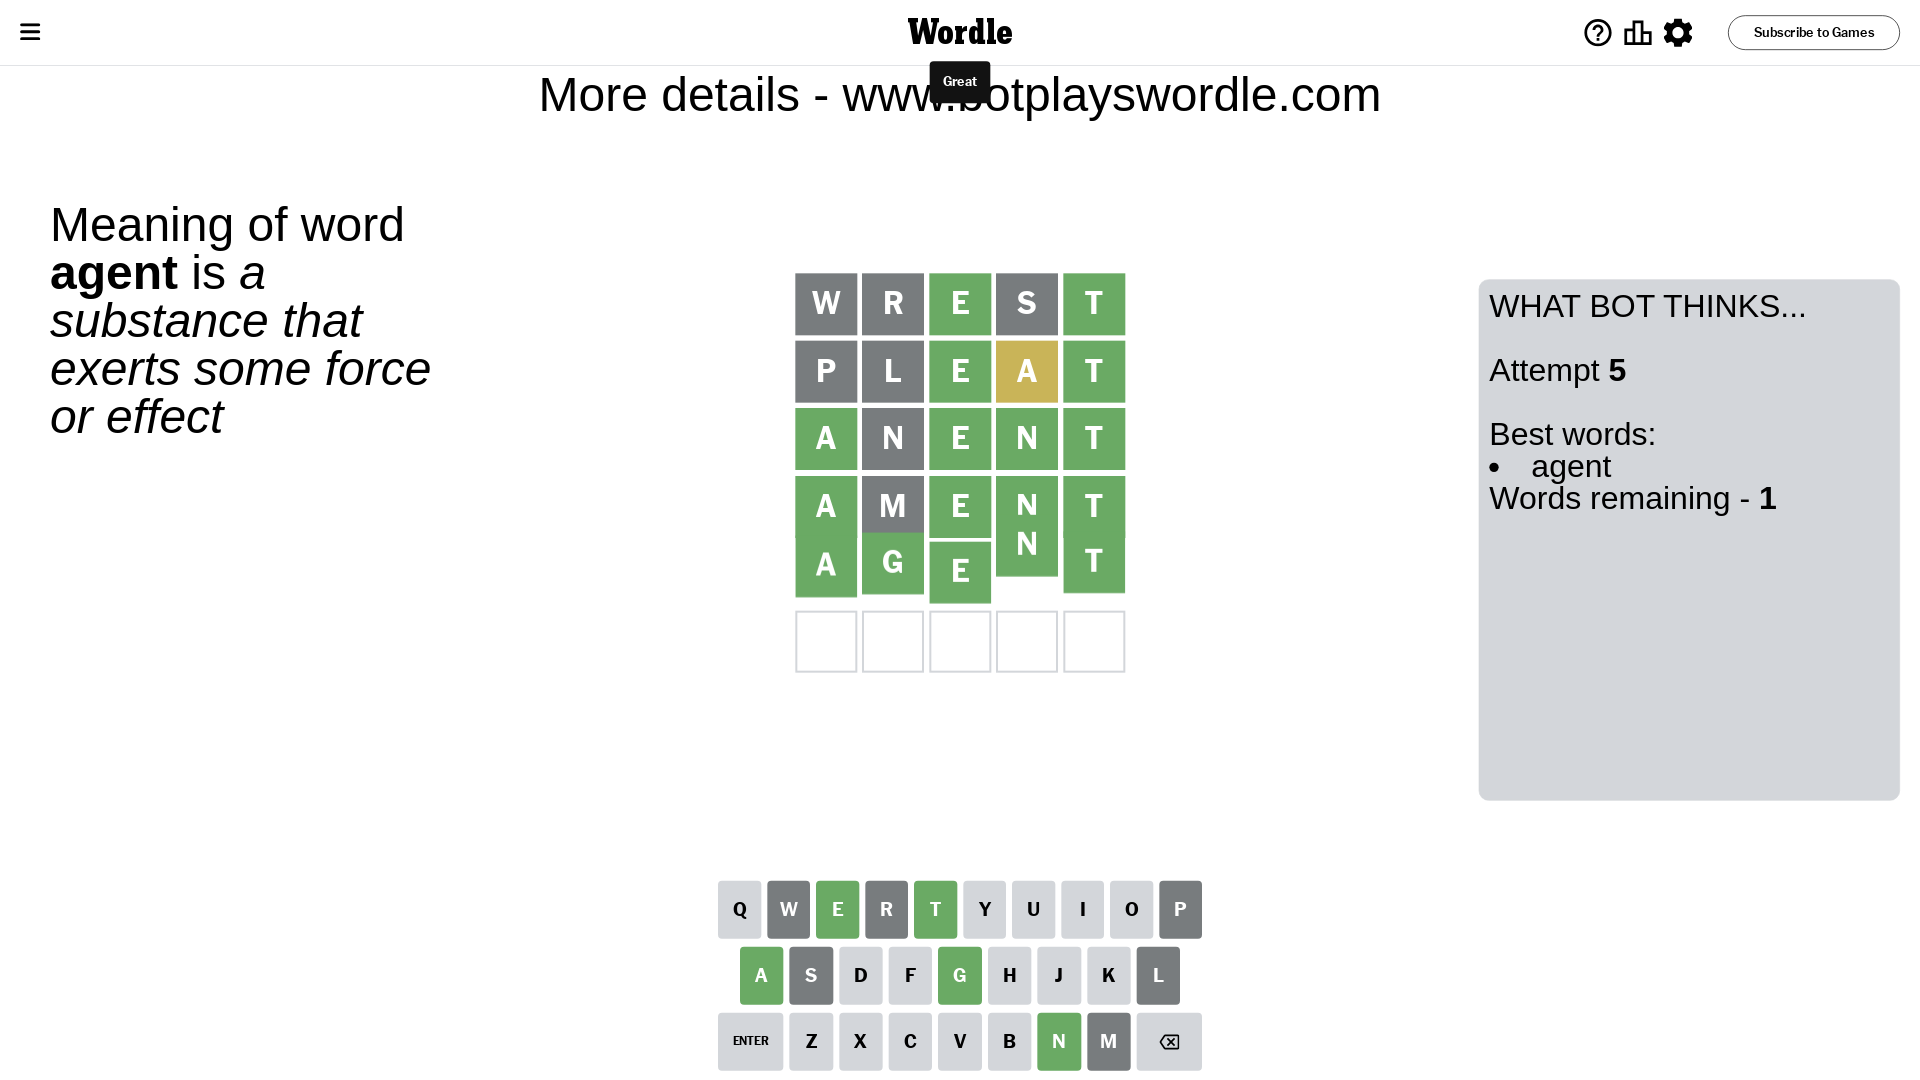 Wordle
Subscribe to Games
Great
More details - www.botplayswordle.com
Meaning of word
agent is a
substance that
exerts some force
or effect
W R E S T
P L E A T
A N E N T
A M E N T
A G E N T
WHAT BOT THINKS...
Attempt 5
Best words:
• agent
Words remaining - 1
Q W E R T Y U I O P
A S D F G H J K L
ENTER Z X C V B N M